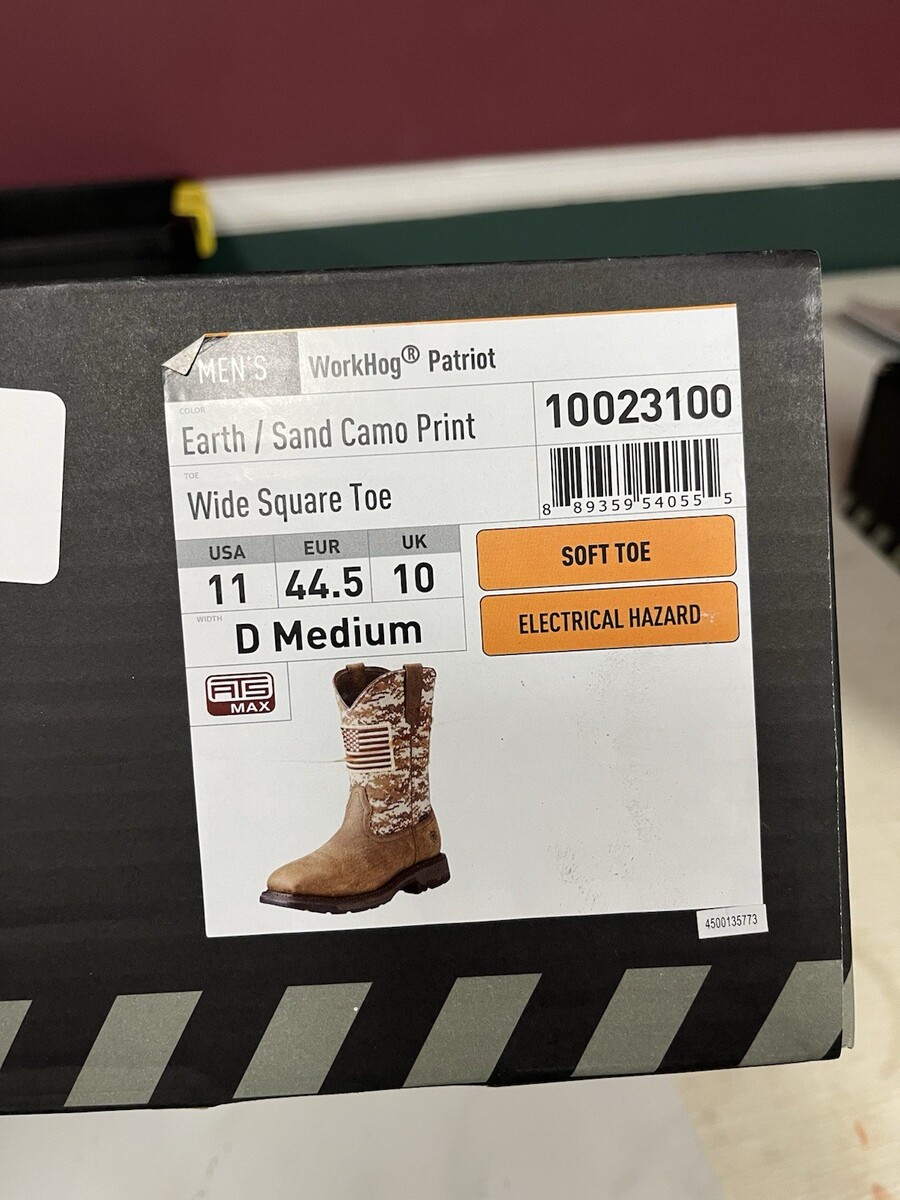 MEN'S
WorkHog® Patriot
COLOR
Earth / Sand Camo Print
10023100
TOE
Wide Square Toe
8 89359 54055 5
USA EUR UK
11 44.5 10
SOFT TOE
WIDTH
D Medium
ELECTRICAL HAZARD
ATS
MAX
4500135773